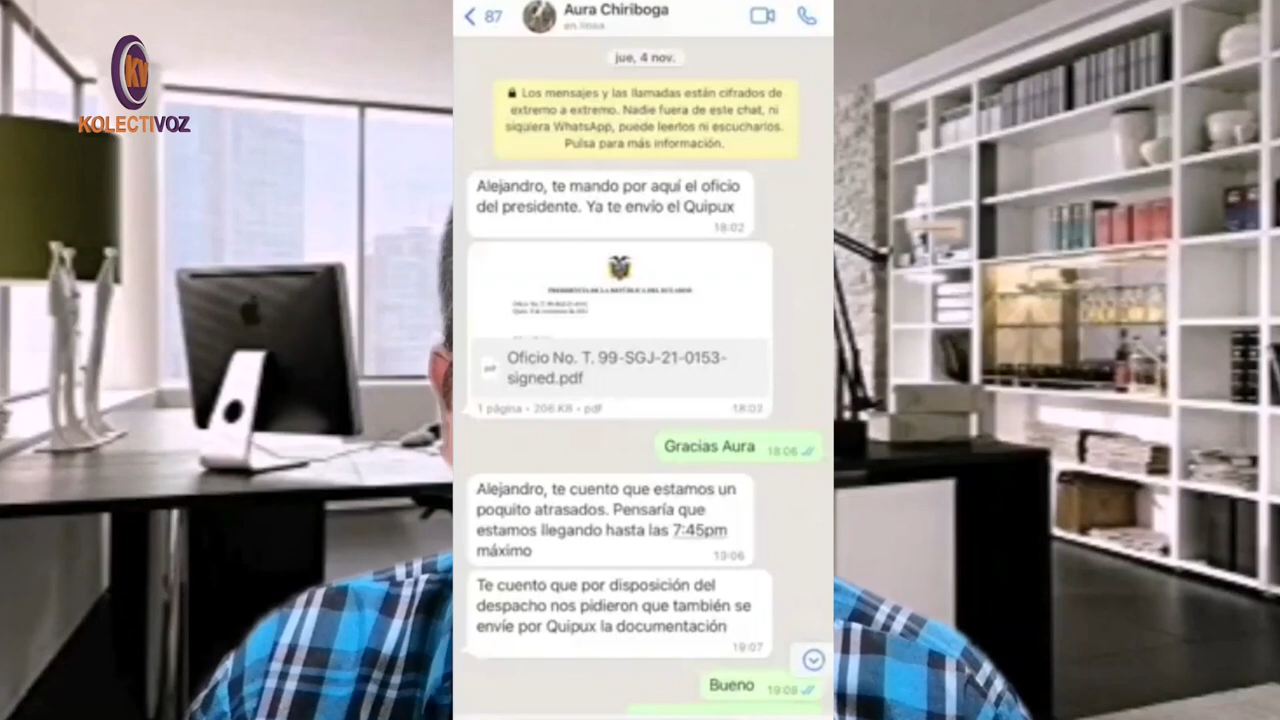 KV
KOLECTIVOZ
87
Aura Chiriboga
en línea
jue, 4 nov.
Los mensajes y las llamadas están cifrados de
extremo a extremo. Nadie fuera de este chat, ni
siquiera WhatsApp, puede leerlos ni escucharlos.
Pulsa para más información.
Alejandro, te mando por aquí el oficio
del presidente. Ya te envío el Quipux
18:02
PRESIDENCIA DE LA REPÚBLICA DEL ECUADOR
Oficio No. T. 99-SGJ-21-0153-
signed.pdf
1 página • 206 KB • pdf
18:03
Gracias Aura
18:06
Alejandro, te cuento que estamos un
poquito atrasados. Pensaría que
estamos llegando hasta las 7:45pm
máximo
19:06
Te cuento que por disposición del
despacho nos pidieron que también se
envíe por Quipux la documentación
19:07
Bueno
19:08